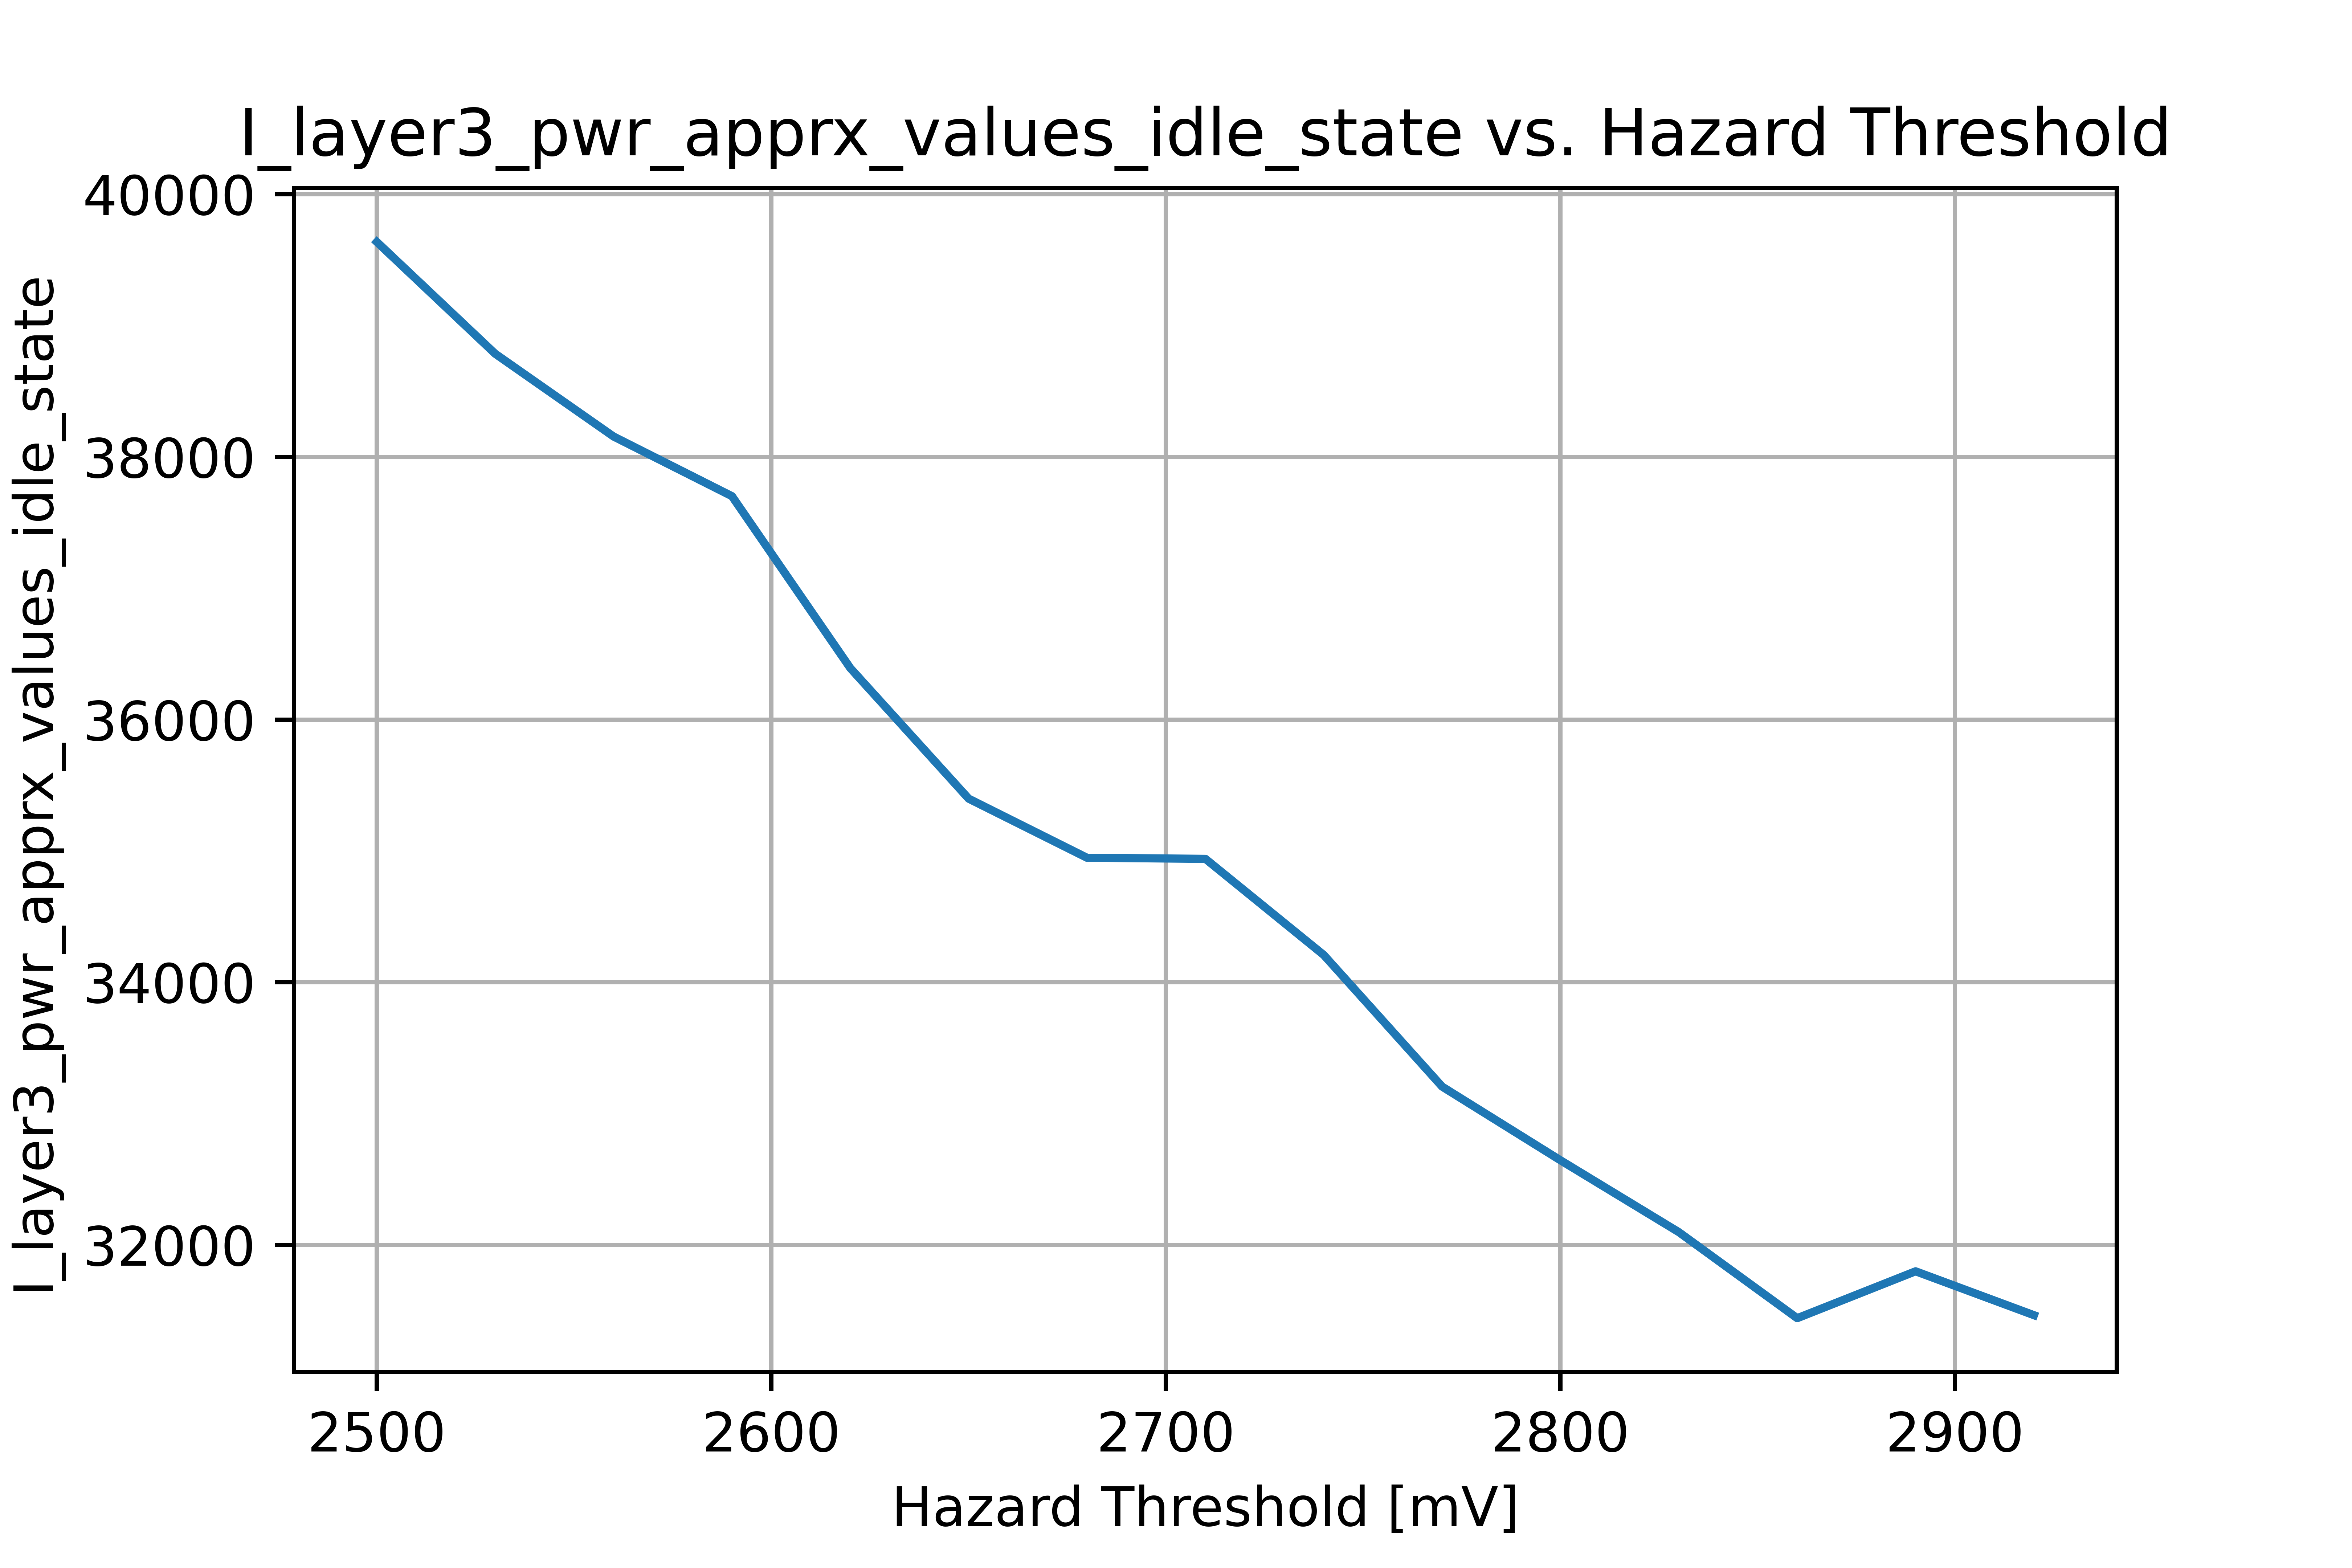 I_layer3_pwr_apprx_values_idle_state vs. Hazard Threshold
I_layer3_pwr_apprx_values_idle_state
40000
38000
36000
34000
32000
2500 2600 2700 2800 2900
Hazard Threshold [mV]